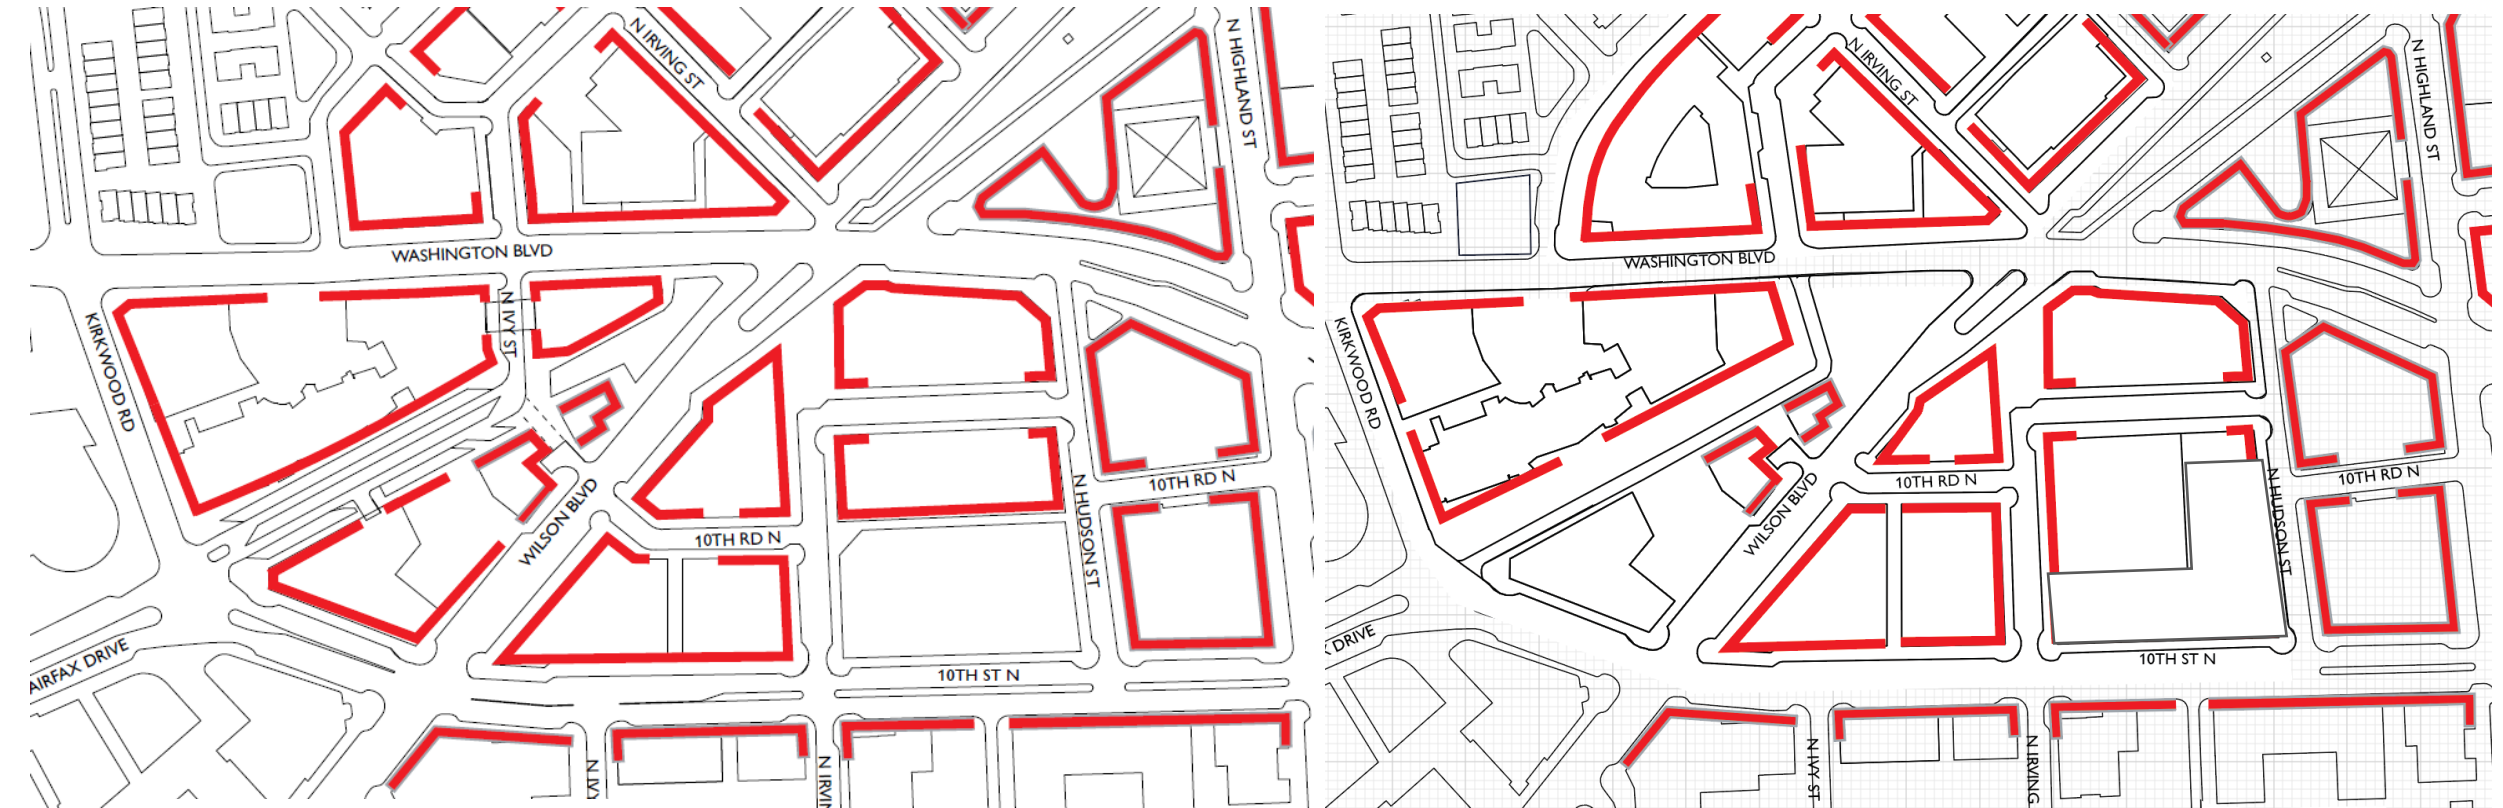 N IRVING ST
N HIGHLAND ST
WASHINGTON BLVD
KIRKWOOD RD
N IVY ST
WILSON BLVD
10TH RD N
N HUDSON ST
10TH RD N
AIRFAX DRIVE
10TH ST N
N IVY
N IRVIN
N IRVING ST
N HIGHLAND ST
WASHINGTON BLVD
KIRKWOOD RD
WILSON BLVD
10TH RD N
N HUDSON ST
10TH RD N
X DRIVE
10TH ST N
N IVY ST
N IRVING